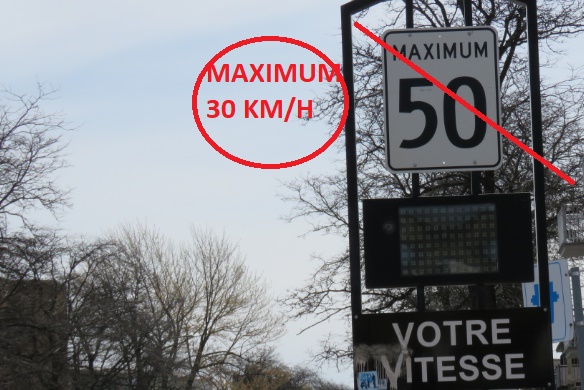 MAXIMUM
30 KM/H
MAXIMUM
50
VOTRE
VITESSE